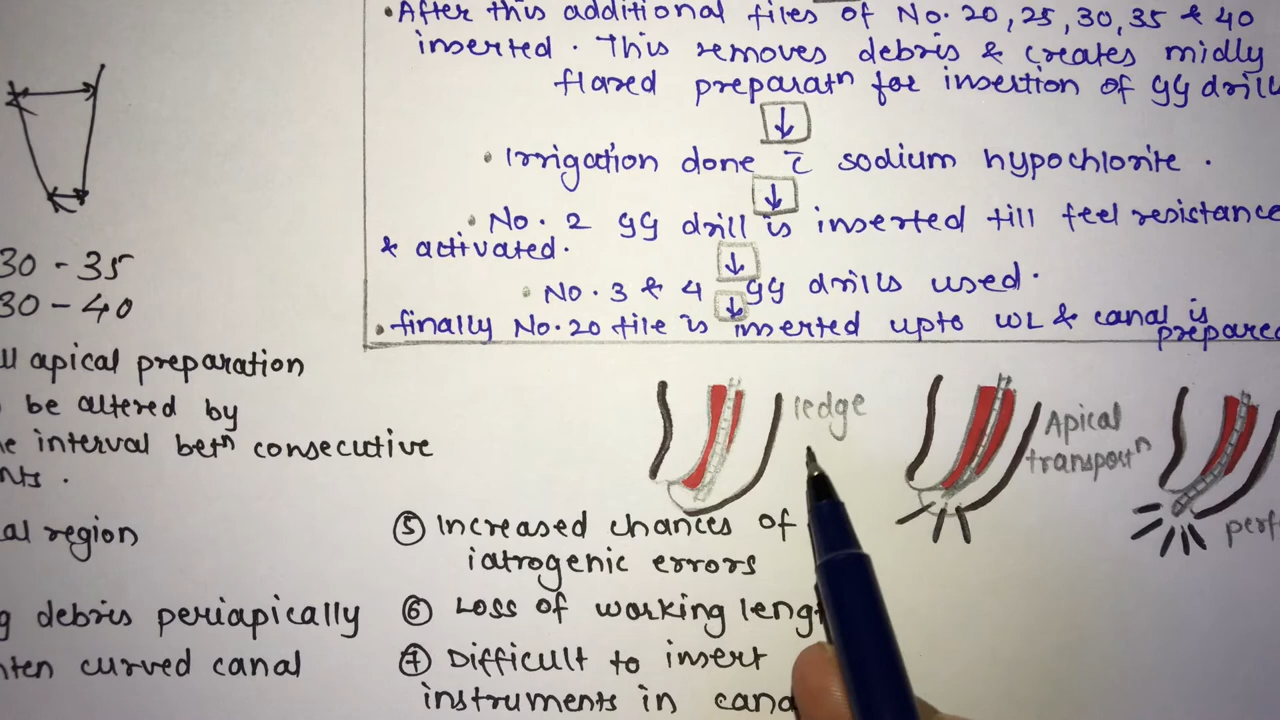 • After this additional files of No. 20, 25, 30, 35 & 40
inserted. This removes debris & creates midly
flared preparatn for insertion of GG drill
↓
• Irrigation done c̄ sodium hypochlorite.
↓
• No. 2 GG drill is inserted till feel resistance
& activated.
↓
• No. 3 & 4 GG drills used.
↓
• finally No. 20 file is inserted upto WL & canal is
prepared
30 - 35
30 - 40
apical preparation
be altered by
interval betn consecutive
region
debris periapically
curved canal
ledge
Apical
transportn
perf
⑤ Increased chances of
iatrogenic errors
⑥ Loss of working leng
⑦ Difficult to insert
instruments in cana